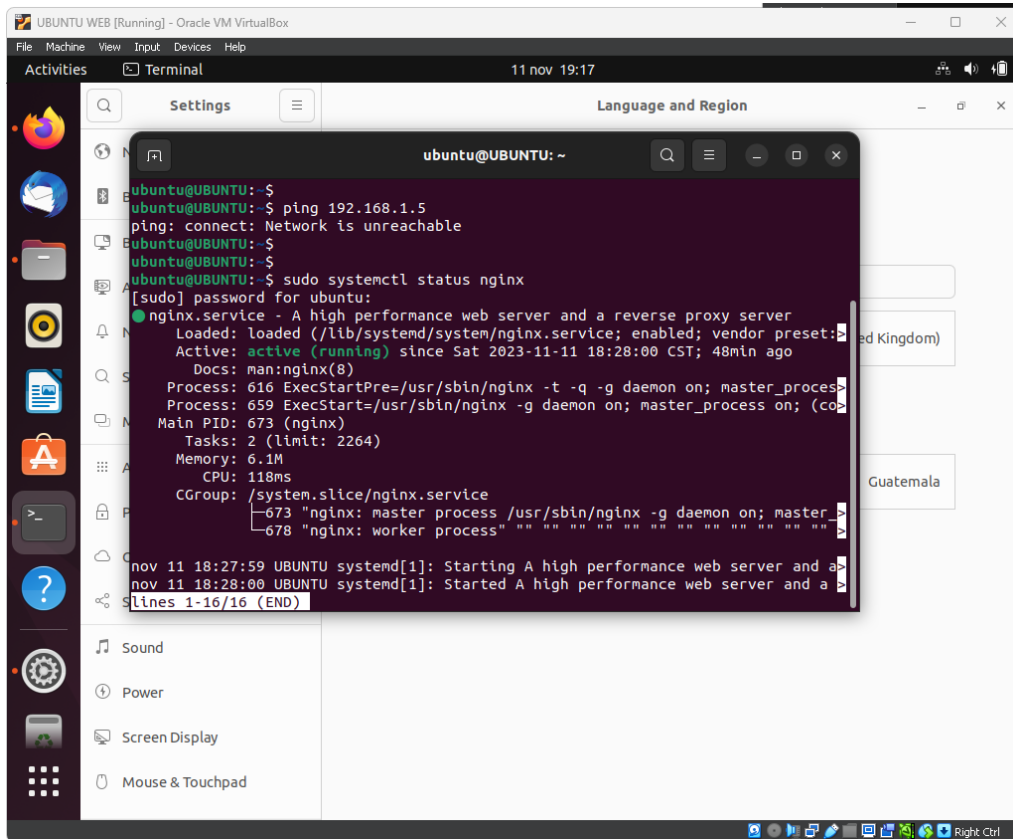 UBUNTU WEB [Running] - Oracle VM VirtualBox
File Machine View Input Devices Help
Activities Terminal 11 nov 19:17
Settings Language and Region
ubuntu@UBUNTU: ~
ubuntu@UBUNTU:~$
ubuntu@UBUNTU:~$ ping 192.168.1.5
ping: connect: Network is unreachable
ubuntu@UBUNTU:~$
ubuntu@UBUNTU:~$
ubuntu@UBUNTU:~$ sudo systemctl status nginx
[sudo] password for ubuntu:
nginx.service - A high performance web server and a reverse proxy server
Loaded: loaded (/lib/systemd/system/nginx.service; enabled; vendor preset:>
Active: active (running) since Sat 2023-11-11 18:28:00 CST; 48min ago
Docs: man:nginx(8)
Process: 616 ExecStartPre=/usr/sbin/nginx -t -q -g daemon on; master_proces>
Process: 659 ExecStart=/usr/sbin/nginx -g daemon on; master_process on; (co>
Main PID: 673 (nginx)
Tasks: 2 (limit: 2264)
Memory: 6.1M
CPU: 118ms
CGroup: /system.slice/nginx.service
├─673 "nginx: master process /usr/sbin/nginx -g daemon on; master_>
└─678 "nginx: worker process" "" "" "" "" "" "" "" "" "" "" "" "">
nov 11 18:27:59 UBUNTU systemd[1]: Starting A high performance web server and a>
nov 11 18:28:00 UBUNTU systemd[1]: Started A high performance web server and a >
lines 1-16/16 (END)
ed Kingdom)
Guatemala
Sound
Power
Screen Display
Mouse & Touchpad
Right Ctrl